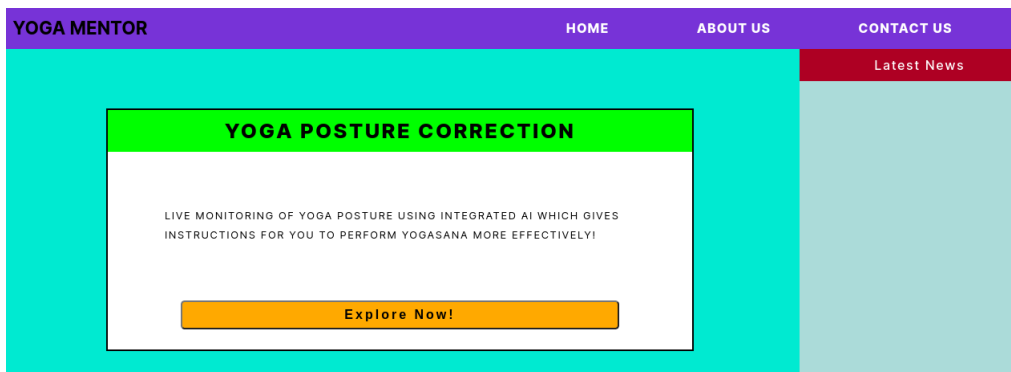 YOGA MENTOR
HOME
ABOUT US
CONTACT US
Latest News
YOGA POSTURE CORRECTION
LIVE MONITORING OF YOGA POSTURE USING INTEGRATED AI WHICH GIVES
INSTRUCTIONS FOR YOU TO PERFORM YOGASANA MORE EFFECTIVELY!
Explore Now!